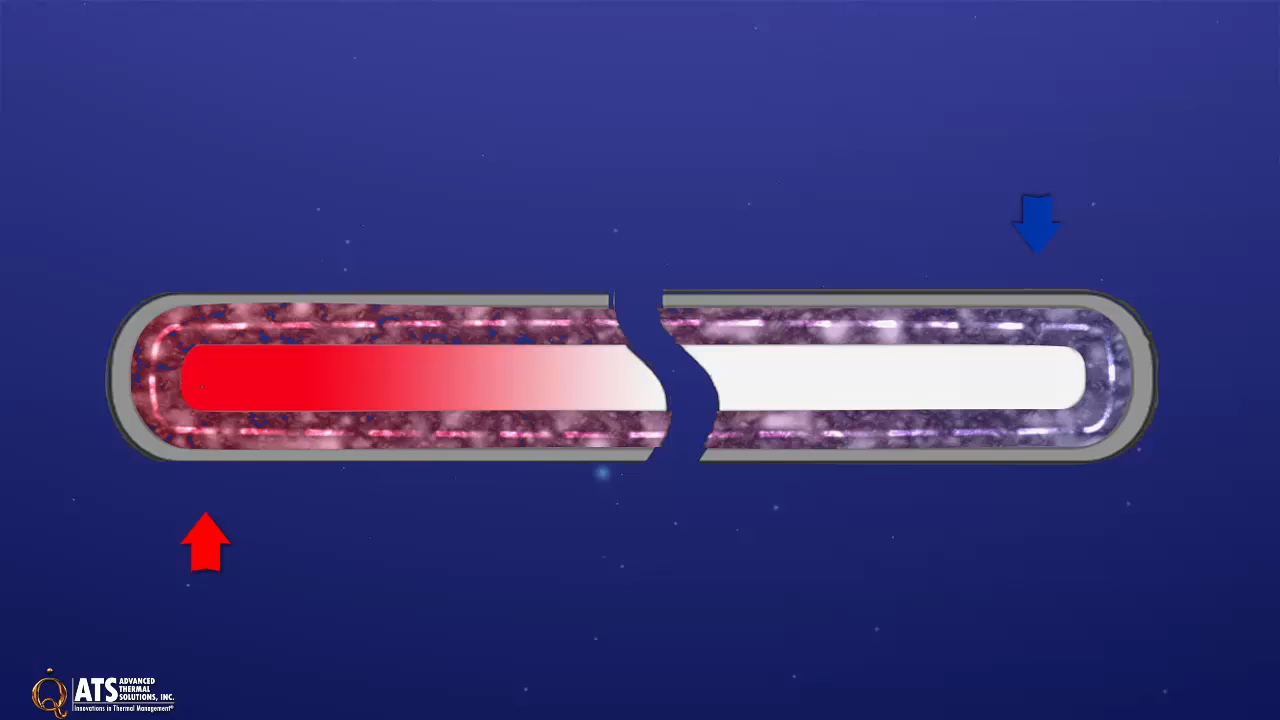 Q
ATS ADVANCED
THERMAL
SOLUTIONS, INC.
Innovations in Thermal Management®